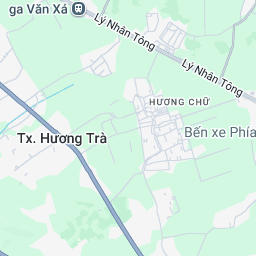 ga Văn Xá
Lý Nhân Tông
Lý Nhân Tông
HƯƠNG CHỮ
Tx. Hương Trà
Bến xe Phía